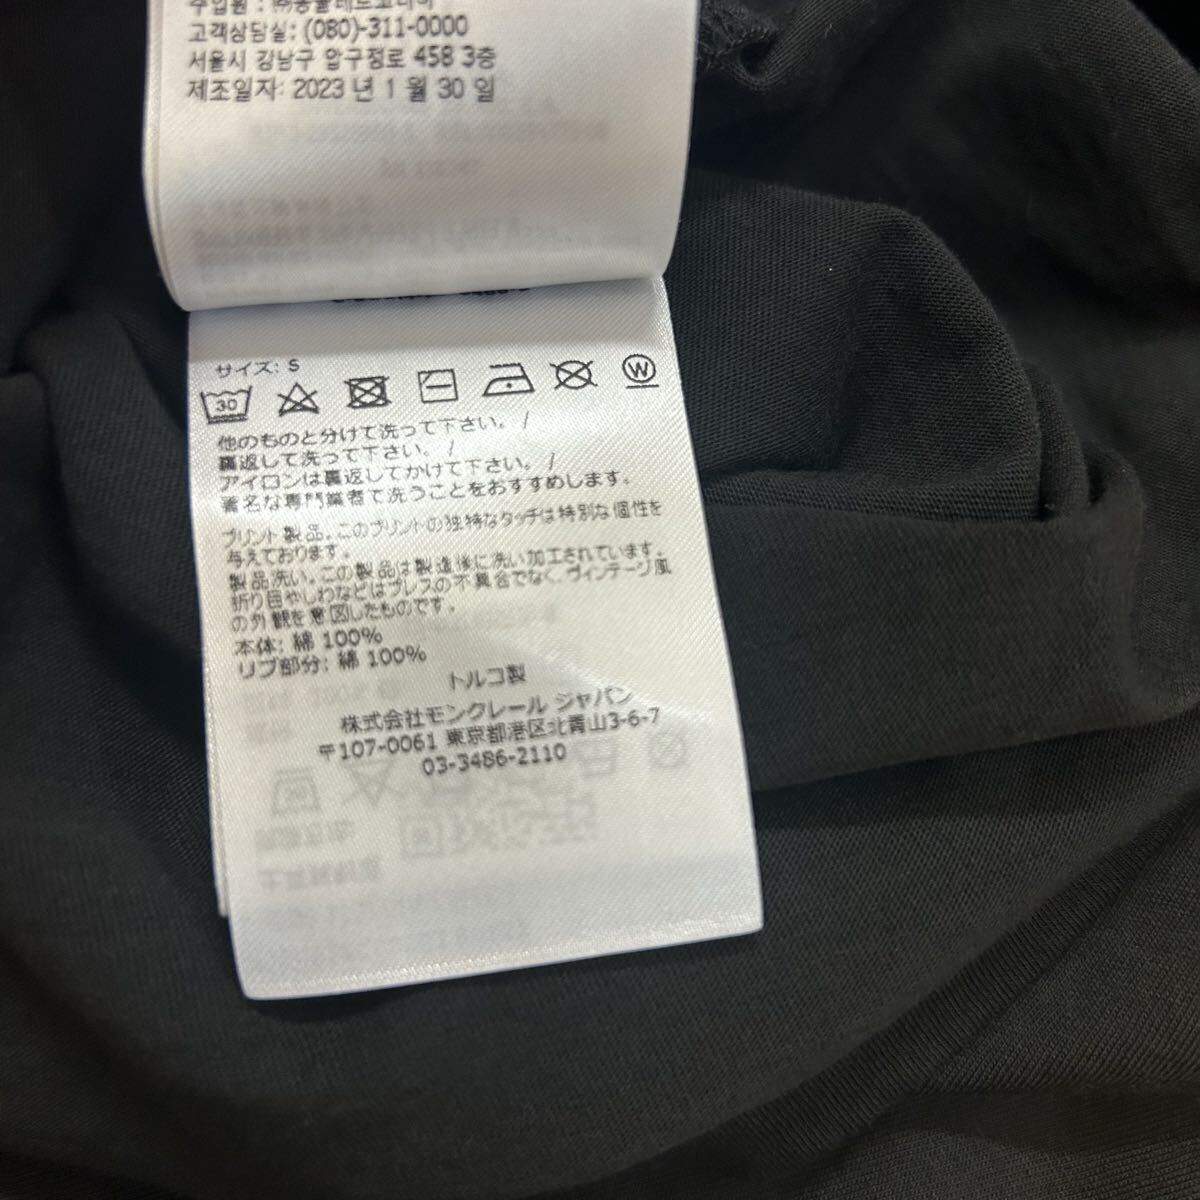 수입원 :
고객상담실: (080)-311-0000
서울시 강남구 압구정로 458 3층
제조일자: 2023 년 1 월 30 일
サイズ: S
30
W
他のものと分けて洗って下さい。/
裏返して洗って下さい。/
アイロンは裏返してかけて下さい。/
著名な専門業者で洗うことをおすすめします。
プリント製品。このプリントの独特なタッチは特別な個性を
与えております。
製品洗い。この製品は製造後に洗い加工されています。
折り目やしわなどはプレスの不具合でなく、ヴィンテージ風
の外観を意図したものです。
本体: 綿 100%
リブ部分: 綿 100%
トルコ製
株式会社モンクレール ジャパン
〒107-0061 東京都港区北青山3-6-7
03-3486-2110